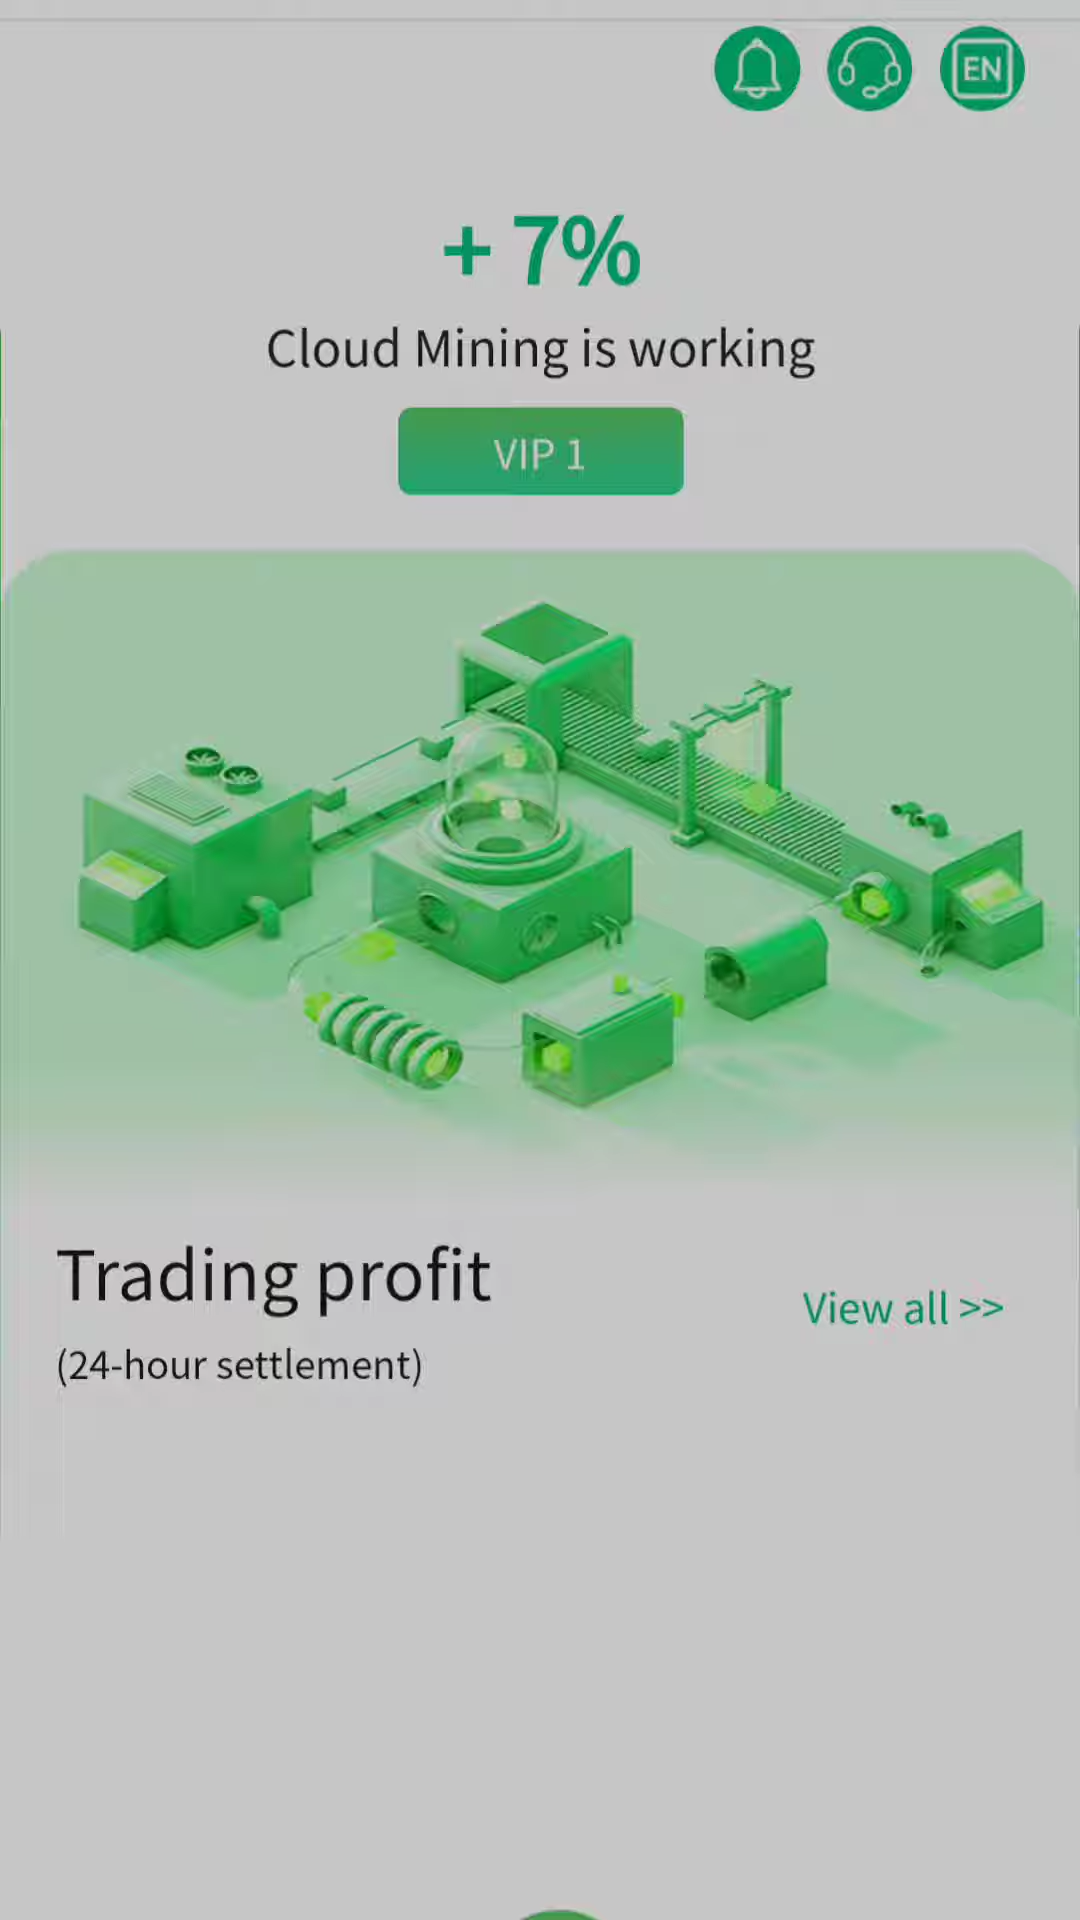 EN
+ 7%
Cloud Mining is working
VIP 1
Trading profit
View all >>
(24-hour settlement)